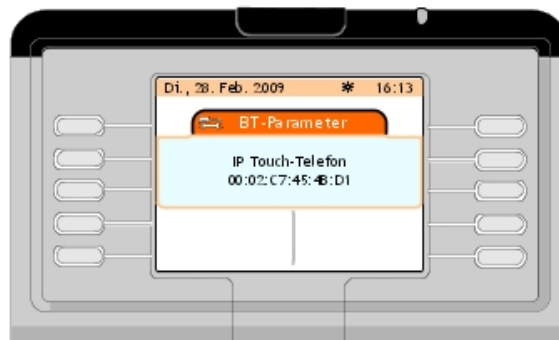 Di., 28. Feb. 2009 16:13
BT-Parameter
IP Touch-Telefon
00:02:C7:45:4B:D1